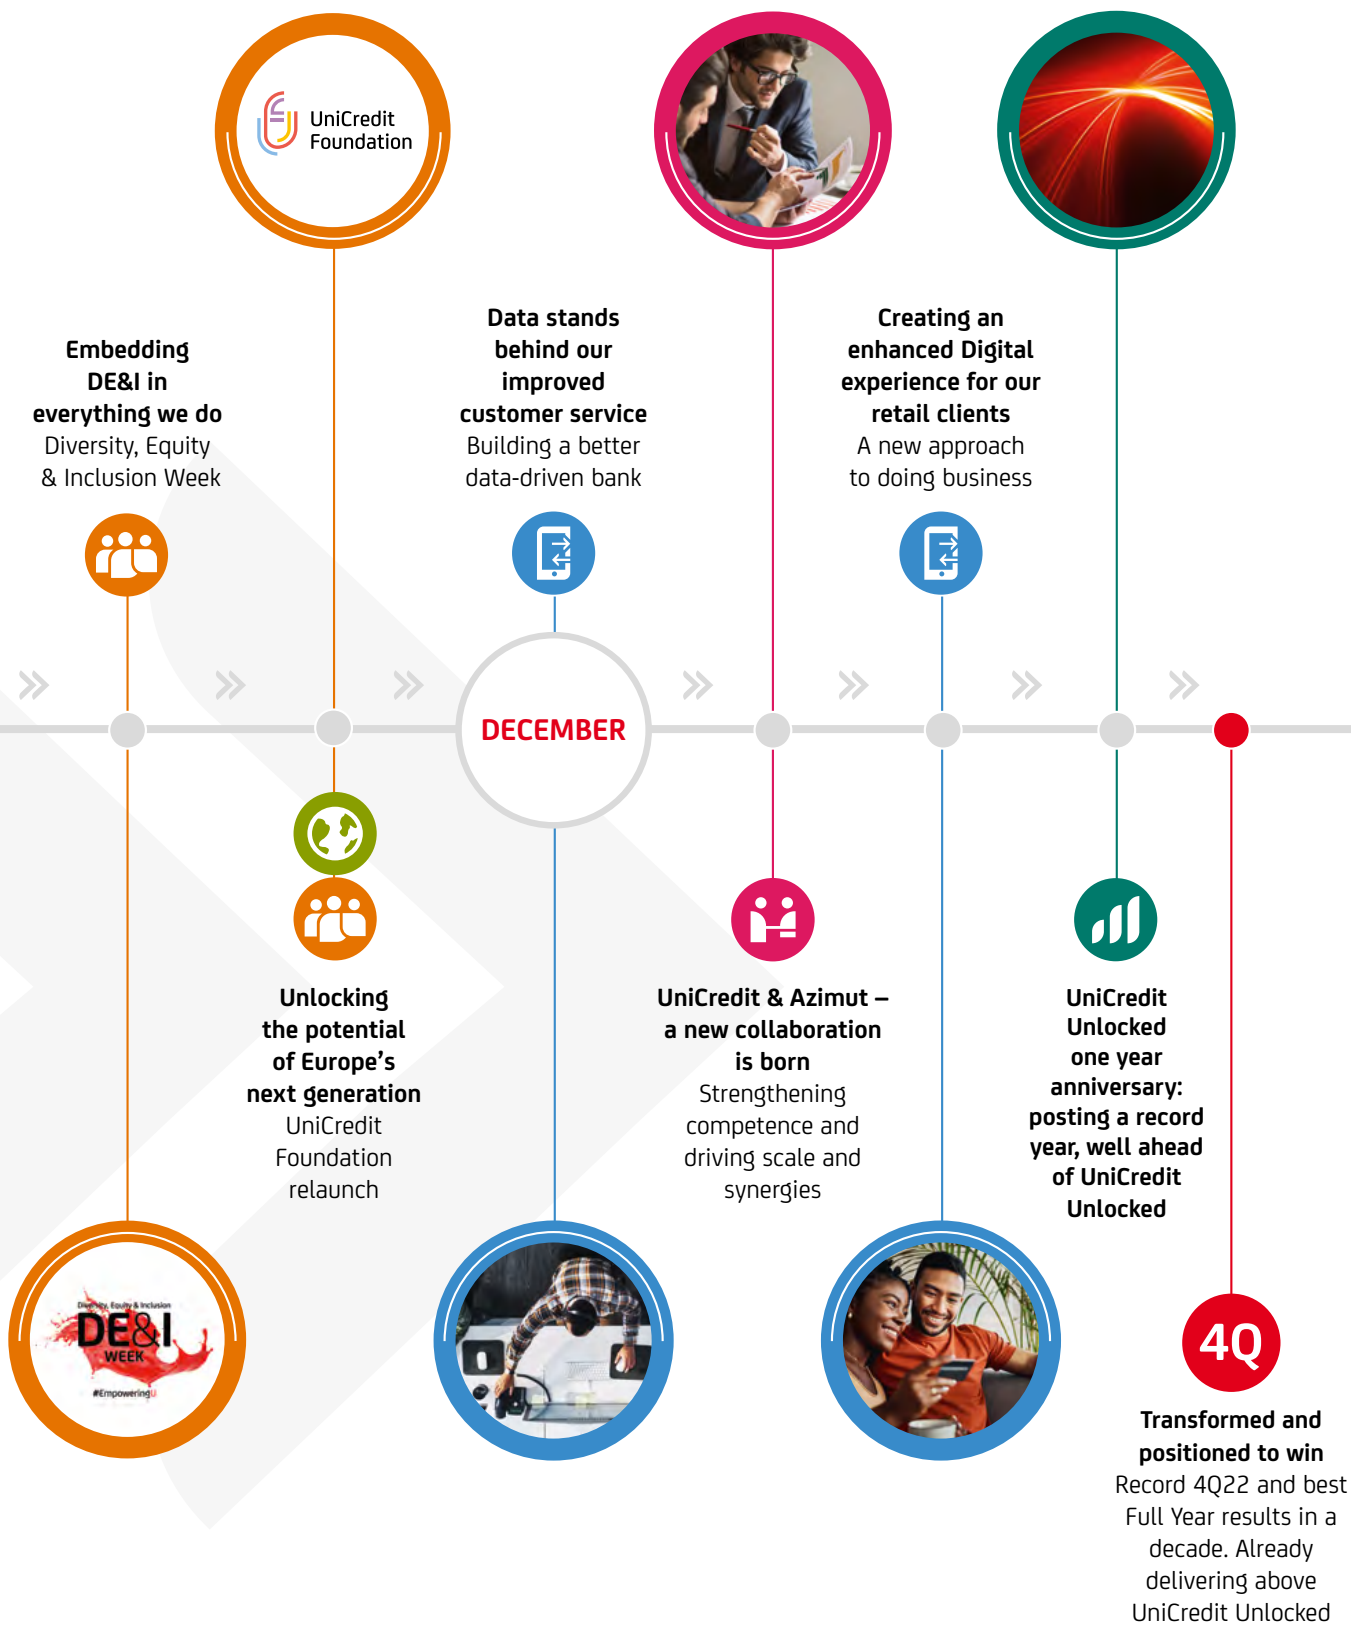 UniCredit
Foundation
Embedding
DE&I in
everything we do
Diversity, Equity
& Inclusion Week
Data stands
behind our
improved
customer service
Building a better
data-driven bank
Creating an
enhanced Digital
experience for our
retail clients
A new approach
to doing business
DECEMBER
Unlocking
the potential
of Europe’s
next generation
UniCredit
Foundation
relaunch
UniCredit & Azimut –
a new collaboration
is born
Strengthening
competence and
driving scale and
synergies
UniCredit
Unlocked
one year
anniversary:
posting a record
year, well ahead
of UniCredit
Unlocked
Diversity, Equity & Inclusion
DE&I
WEEK
#EmpoweringU
4Q
Transformed and
positioned to win
Record 4Q22 and best
Full Year results in a
decade. Already
delivering above
UniCredit Unlocked